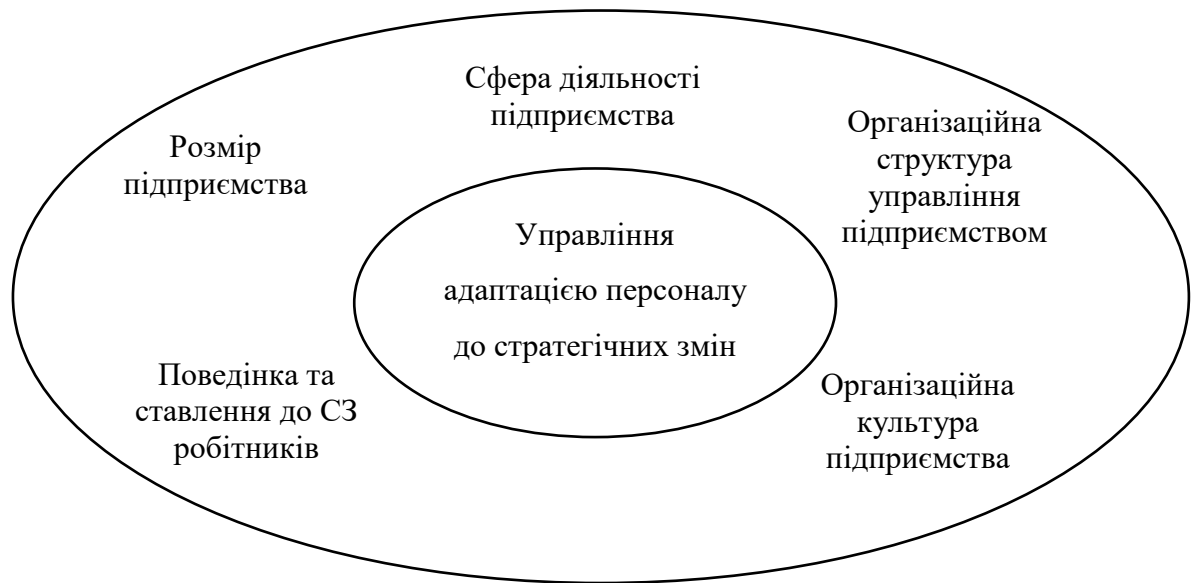 Сфера діяльності
підприємства
Розмір
підприємства
Організаційна
структура
управління
підприємством
Управління
адаптацією персоналу
до стратегічних змін
Поведінка та
ставлення до СЗ
робітників
Організаційна
культура
підприємства